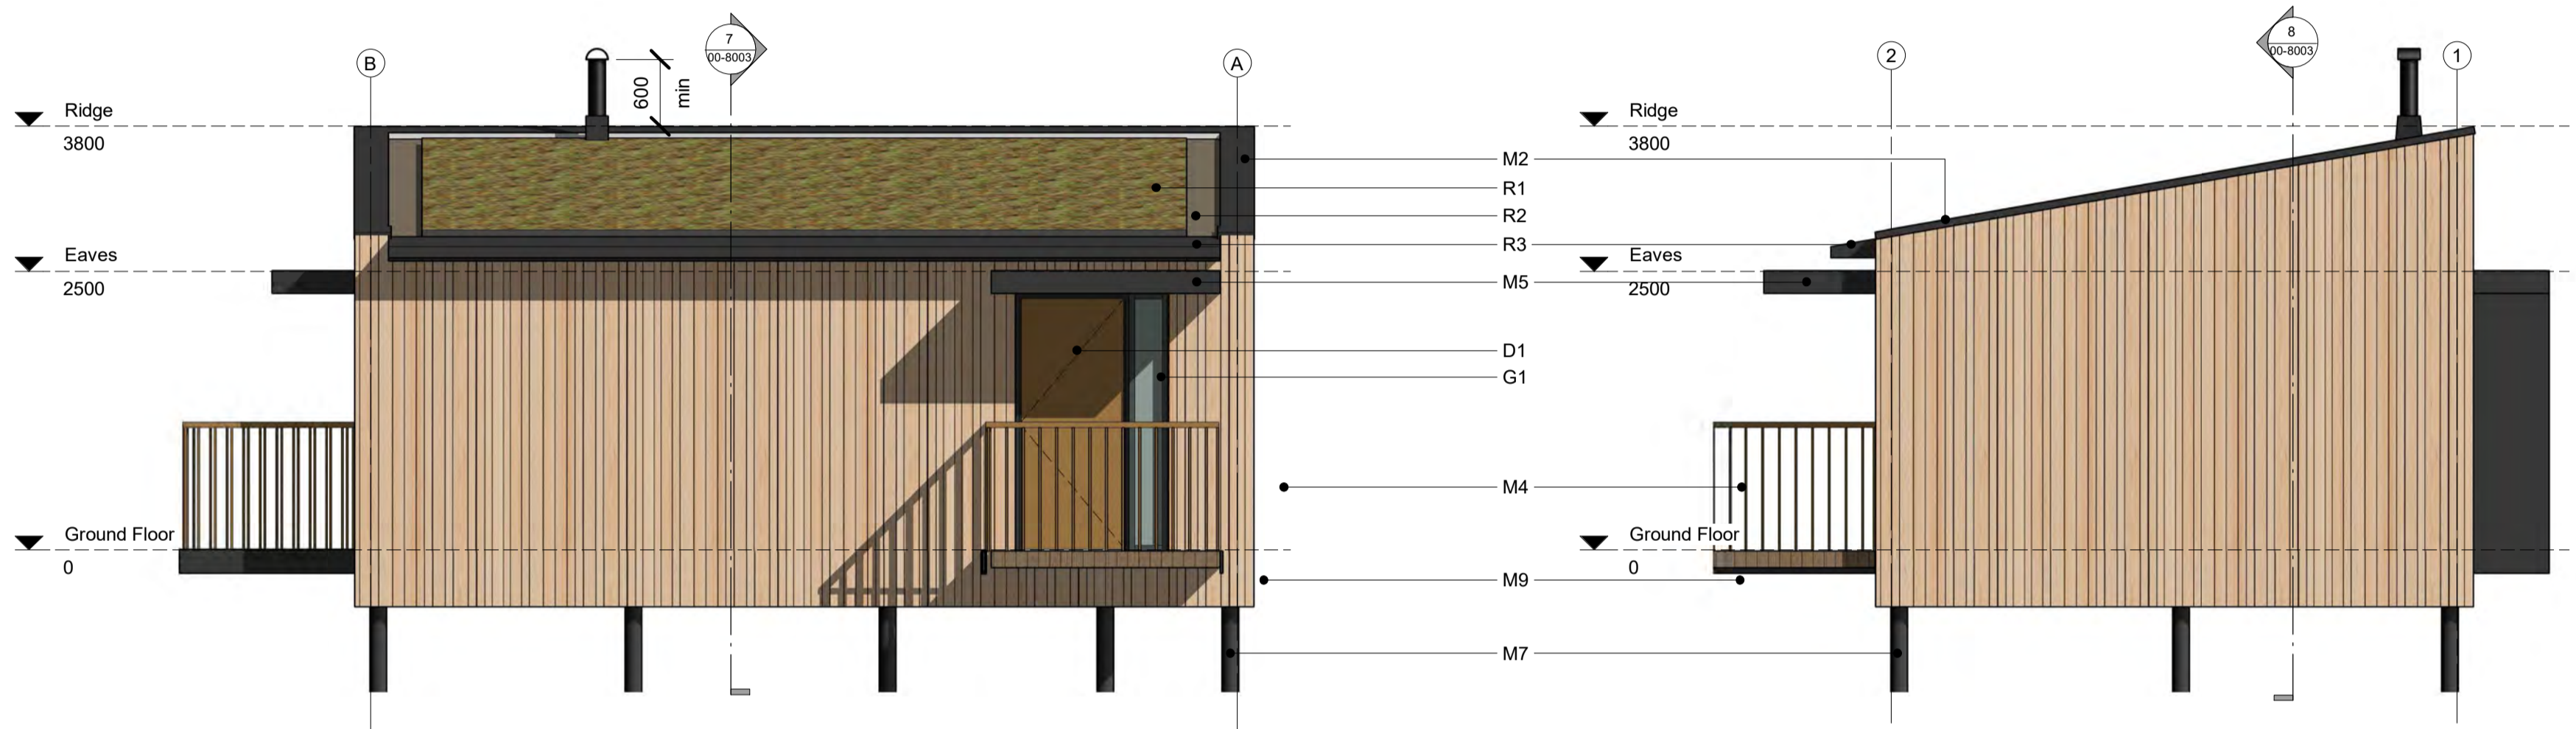 B
600
min
7
00-8003
A
Ridge
3800
Eaves
2500
Ground Floor
0
M2
R1
R2
R3
M5
D1
G1
M4
M9
M7
2
8
00-8003
1
Ridge
3800
Eaves
2500
Ground Floor
0